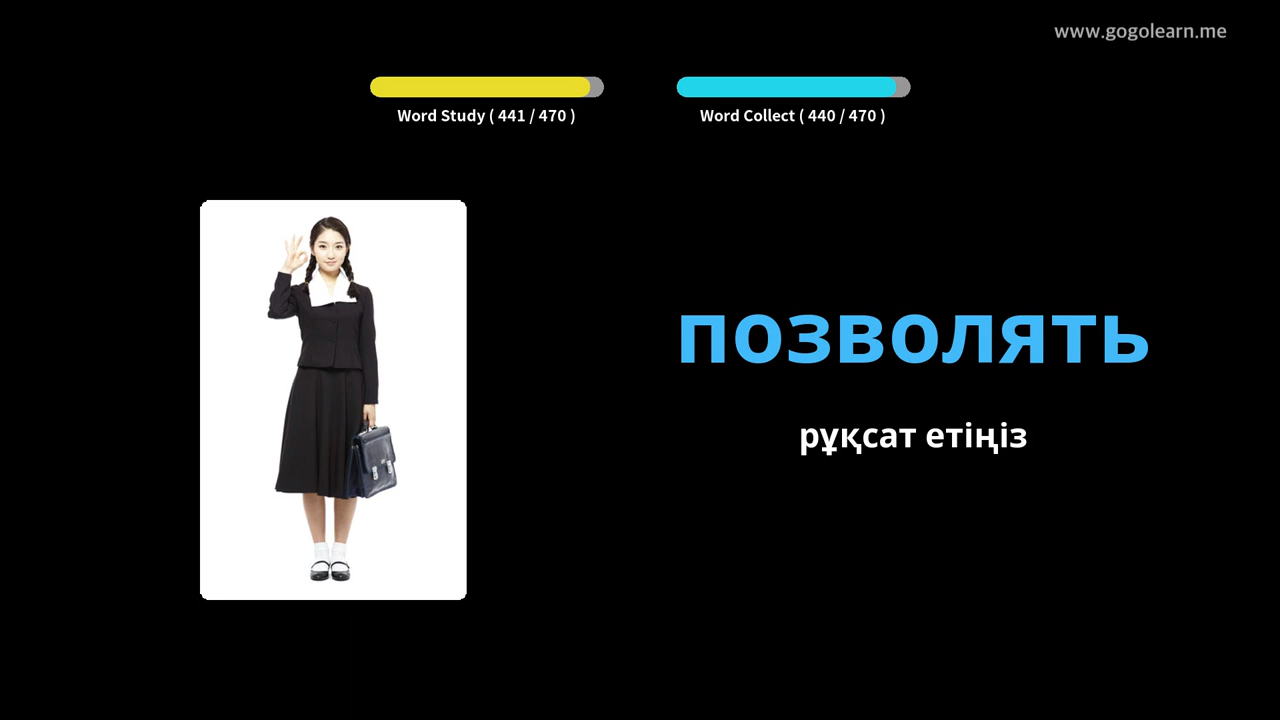 www.gogolearn.me
Word Study ( 441 / 470 )
Word Collect ( 440 / 470 )
позволять
рұқсат етіңіз